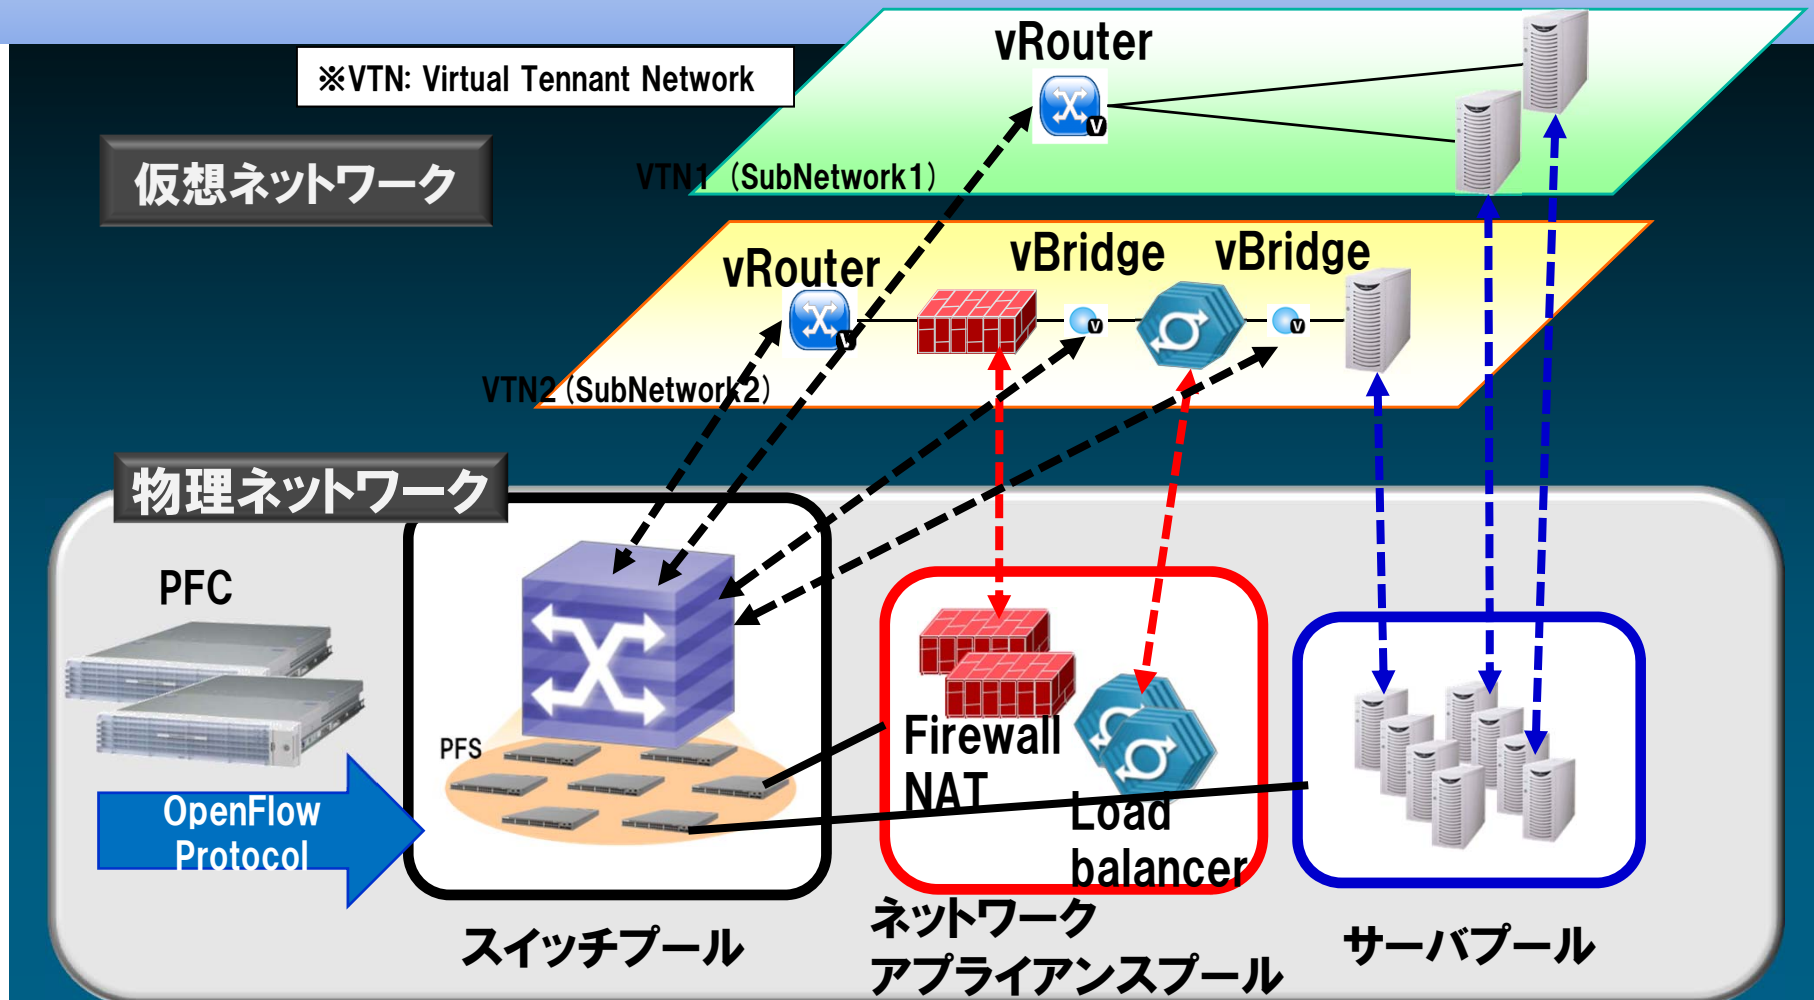 ※VTN: Virtual Tennant Network
vRouter
仮想ネットワーク
VTN1 (SubNetwork1)
vRouter
vBridge
vBridge
VTN2 (SubNetwork2)
物理ネットワーク
PFC
PFS
OpenFlow
Protocol
Firewall
NAT
Load
balancer
スイッチプール
ネットワーク
アプライアンスプール
サーバプール